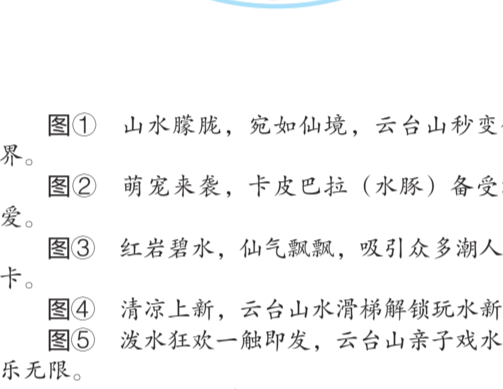 图① 山水朦胧，宛如仙境，云台山秒变
界。
图② 萌宠来袭，卡皮巴拉（水豚）备受
爱。
图③ 红岩碧水，仙气飘飘，吸引众多潮人
卡。
图④ 清凉上新，云台山水滑梯解锁玩水新
图⑤ 泼水狂欢一触即发，云台山亲子戏水
乐无限。